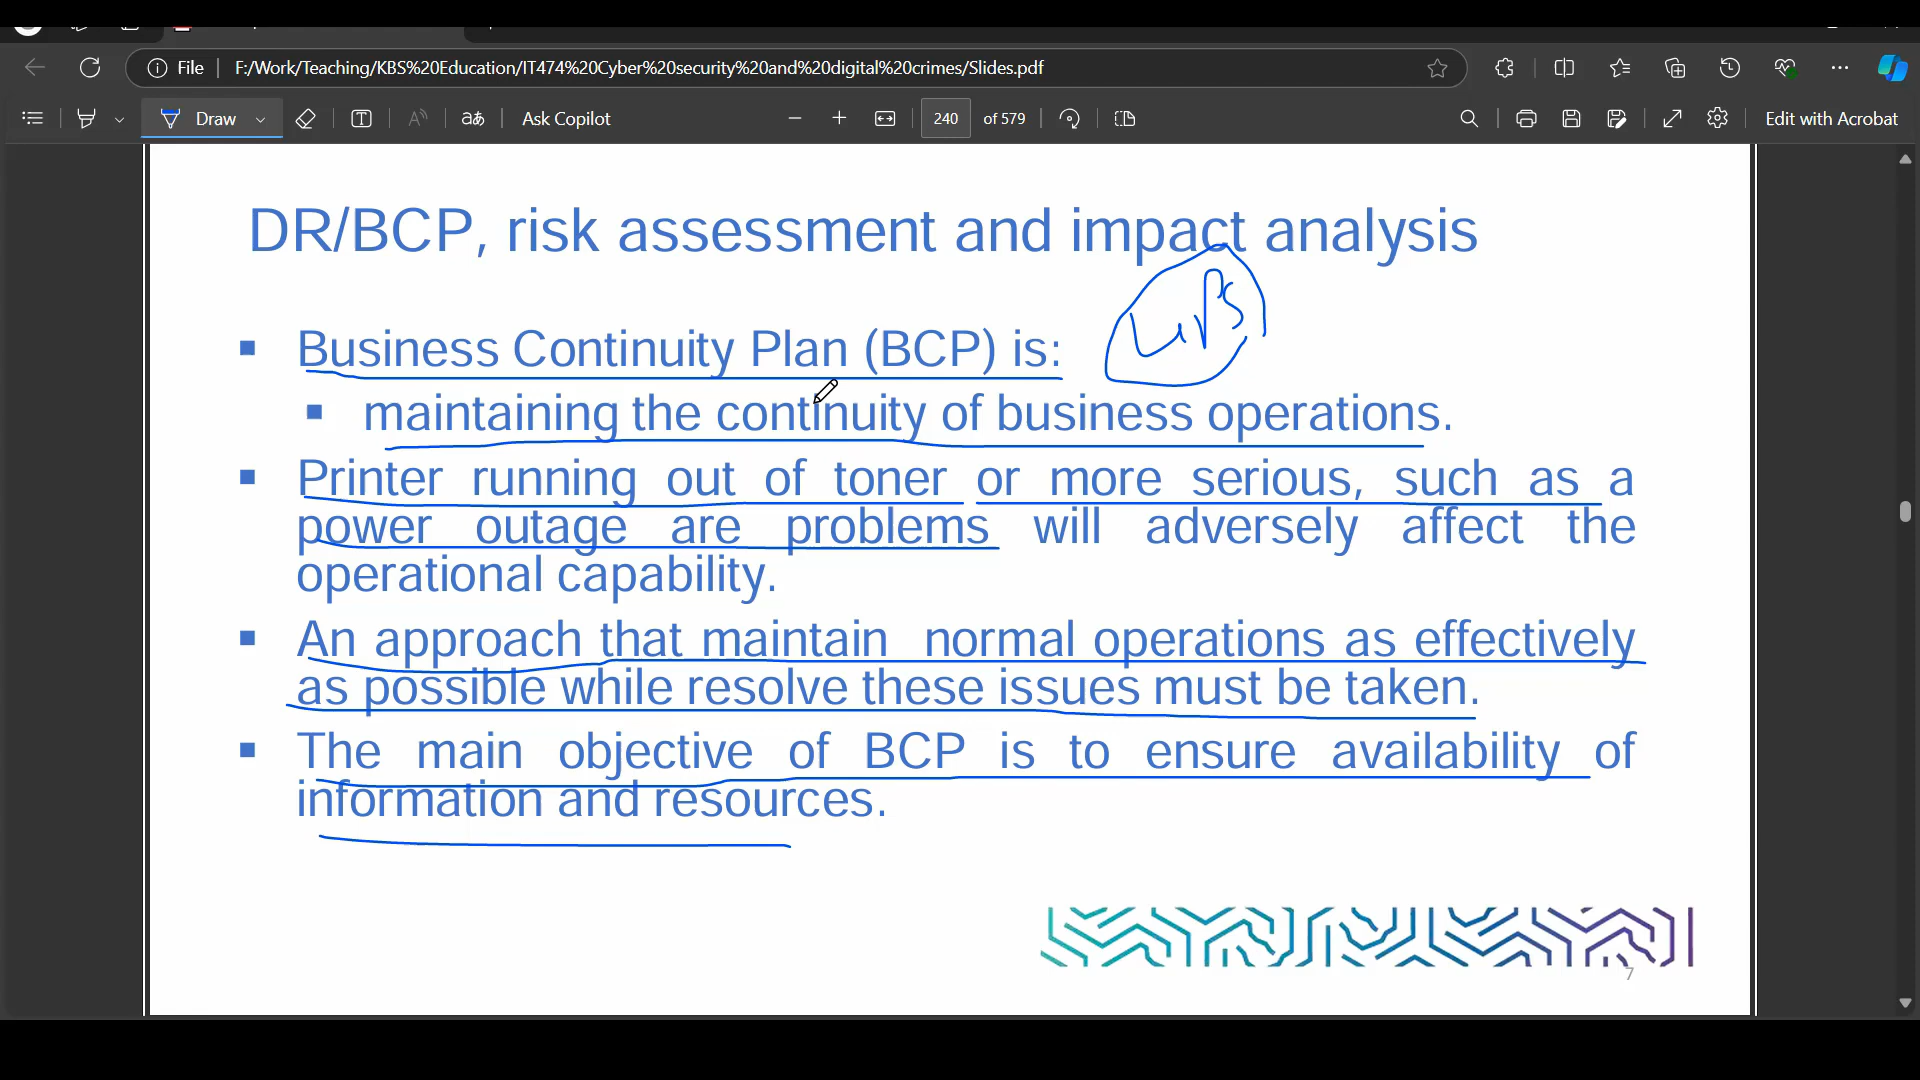 File
F:/Work/Teaching/KBS%20Education/IT474%20Cyber%20security%20and%20digital%20crimes/Slides.pdf
Draw
aあ
Ask Copilot
240 of 579
Edit with Acrobat
DR/BCP, risk assessment and impact analysis
UPS
Business Continuity Plan (BCP) is:
maintaining the continuity of business operations.
Printer running out of toner or more serious, such as a
power outage are problems will adversely affect the
operational capability.
An approach that maintain normal operations as effectively
as possible while resolve these issues must be taken.
The main objective of BCP is to ensure availability of
information and resources.
7